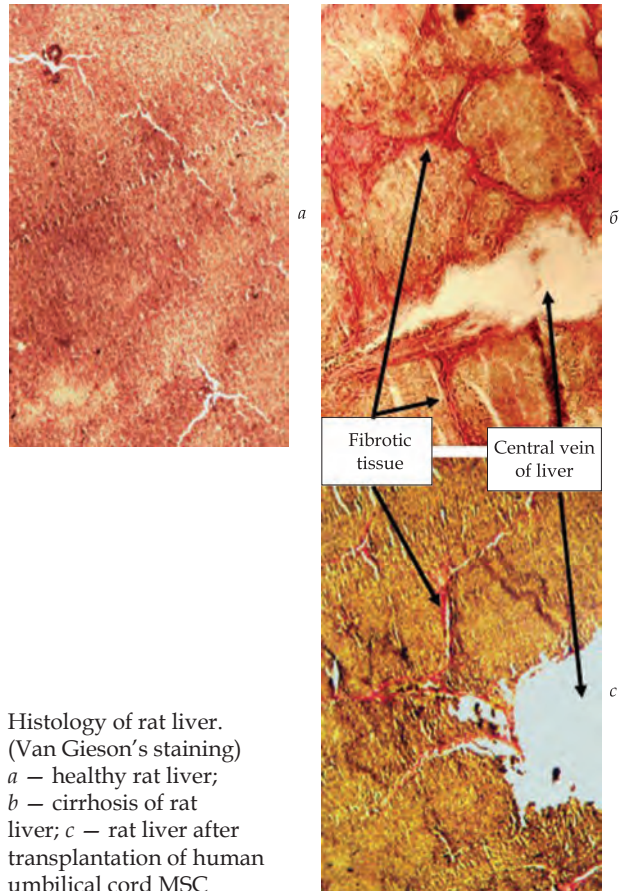 a
б
Fibrotic
tissue
Central vein
of liver
c
Histology of rat liver.
(Van Gieson’s staining)
a — healthy rat liver;
b — cirrhosis of rat
liver; c — rat liver after
transplantation of human
umbilical cord MSC